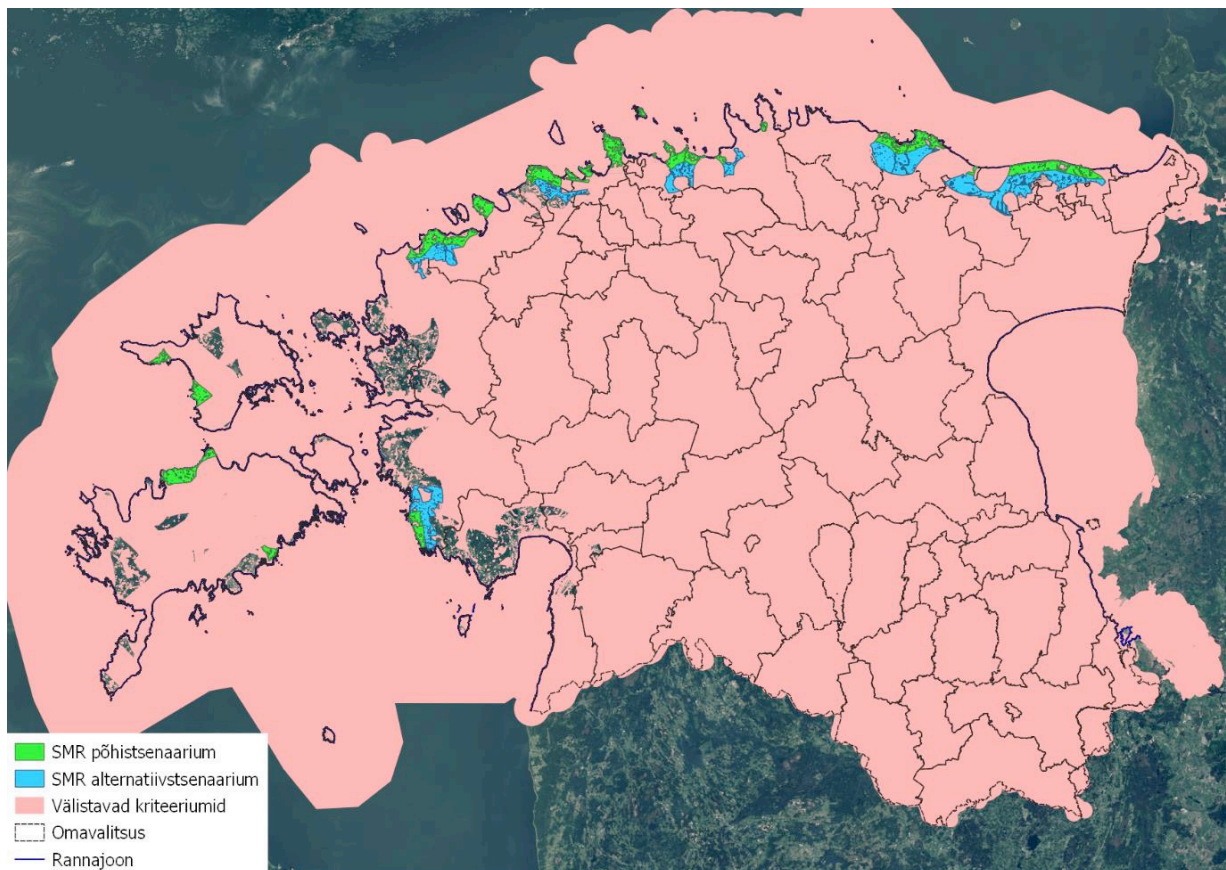 SMR põhistsenaarium
SMR alternatiivstsenaarium
Välistavad kriteeriumid
Omavalitsus
Rannajoon